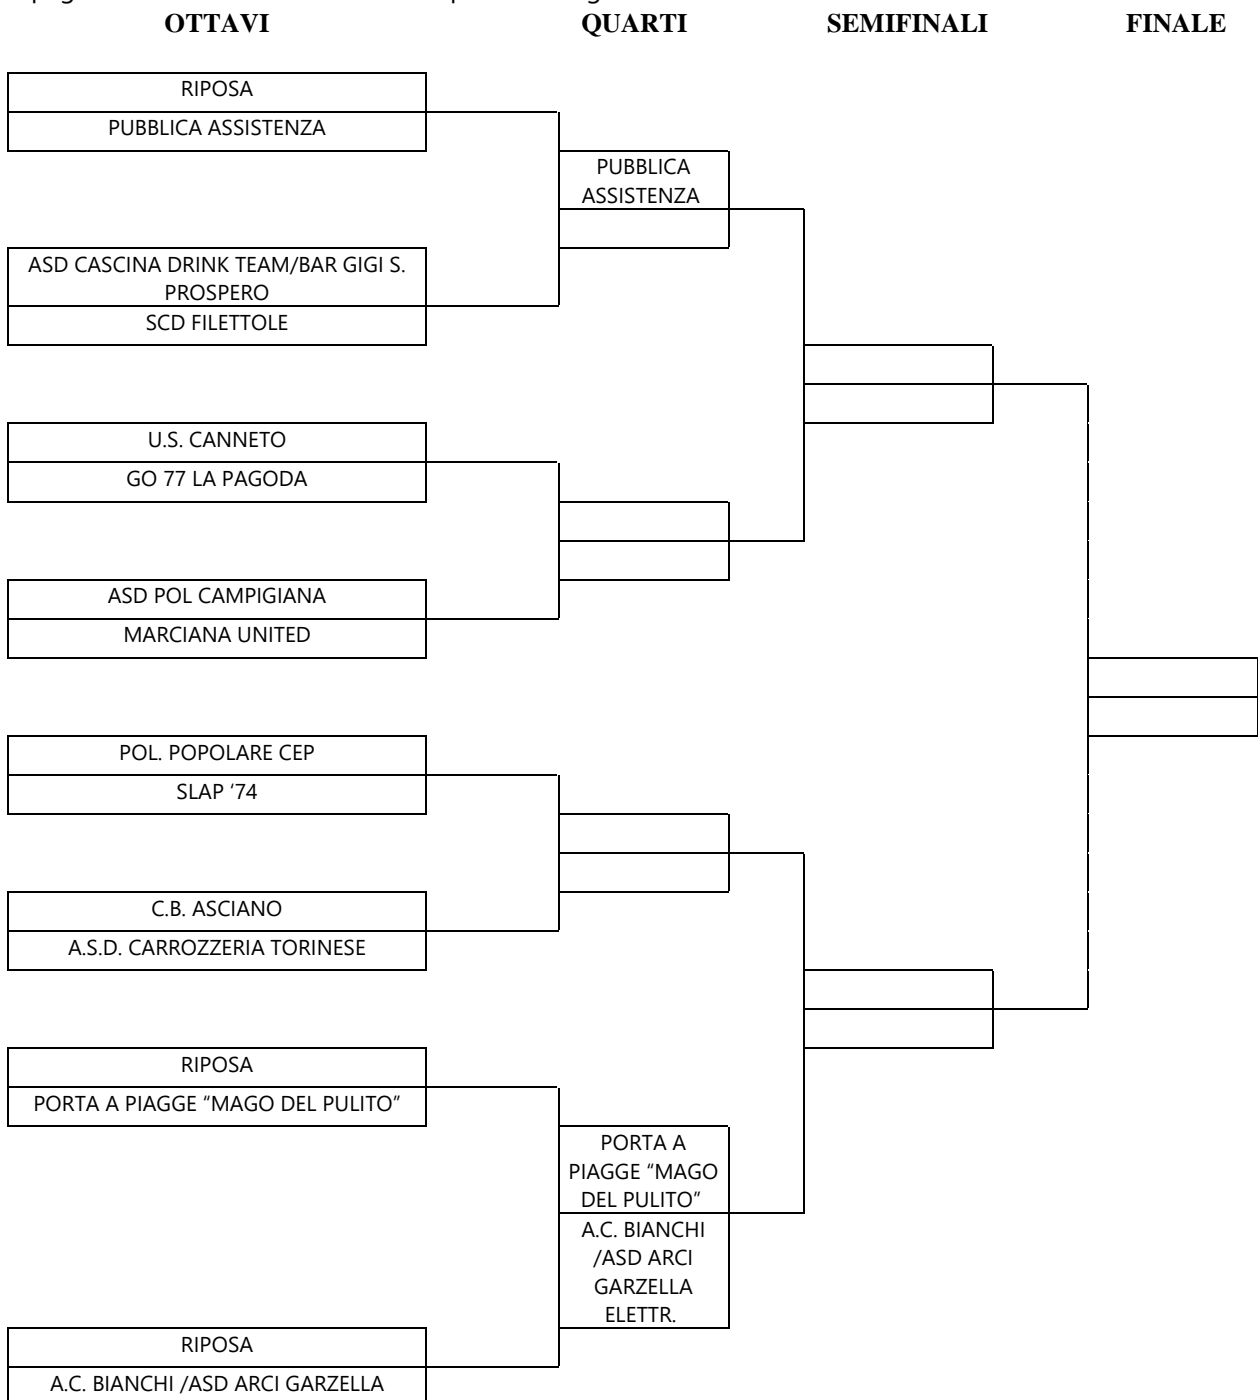 OTTAVI QUARTI SEMIFINALI FINALE
RIPOSA
PUBBLICA ASSISTENZA
PUBBLICA
ASSISTENZA
ASD CASCINA DRINK TEAM/BAR GIGI S.
PROSPERO
SCD FILETTOLE
U.S. CANNETO
GO 77 LA PAGODA
ASD POL CAMPIGIANA
MARCIANA UNITED
POL. POPOLARE CEP
SLAP ‘74
C.B. ASCIANO
A.S.D. CARROZZERIA TORINESE
RIPOSA
PORTA A PIAGGE “MAGO DEL PULITO”
PORTA A
PIAGGE “MAGO
DEL PULITO”
A.C. BIANCHI
/ASD ARCI
GARZELLA
ELETTR.
RIPOSA
A.C. BIANCHI /ASD ARCI GARZELLA